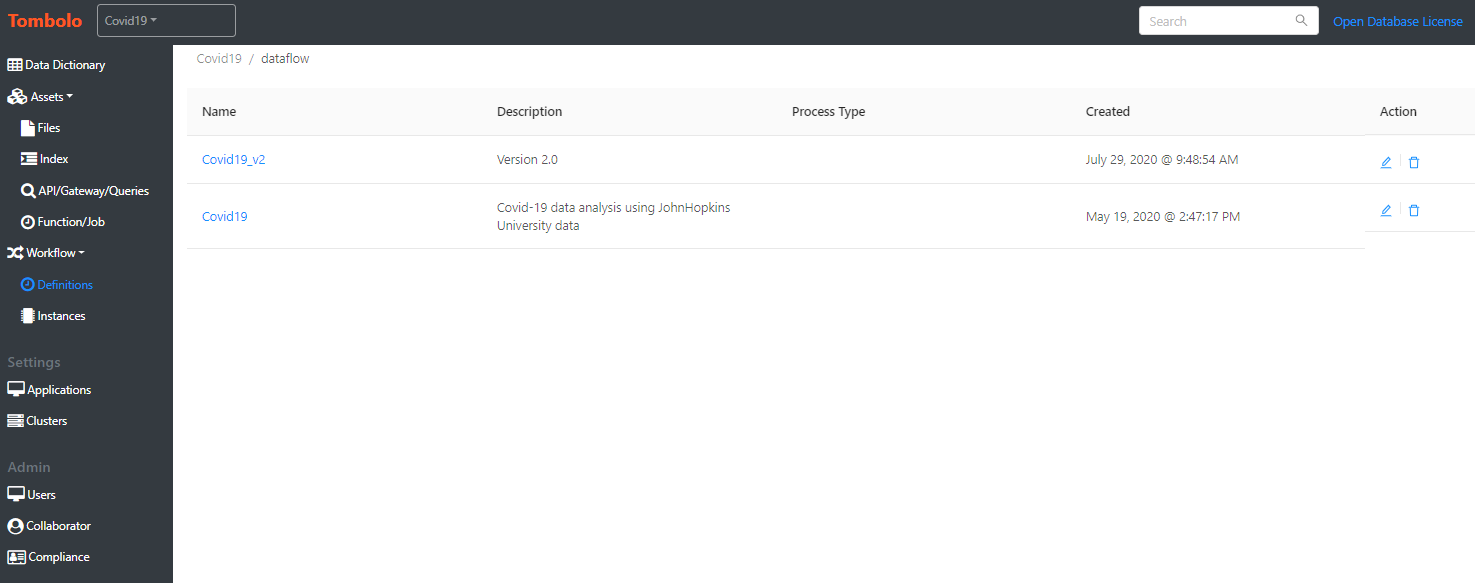 Tombolo
Covid19
Search
Open Database License
Data Dictionary
Assets
Files
Index
API/Gateway/Queries
Function/Job
Workflow
Definitions
Instances
Settings
Applications
Clusters
Admin
Users
Collaborator
Compliance
Covid19 / dataflow
Name Description Process Type Created Action
Covid19_v2 Version 2.0 July 29, 2020 @ 9:48:54 AM
Covid19 Covid-19 data analysis using JohnHopkins May 19, 2020 @ 2:47:17 PM
University data